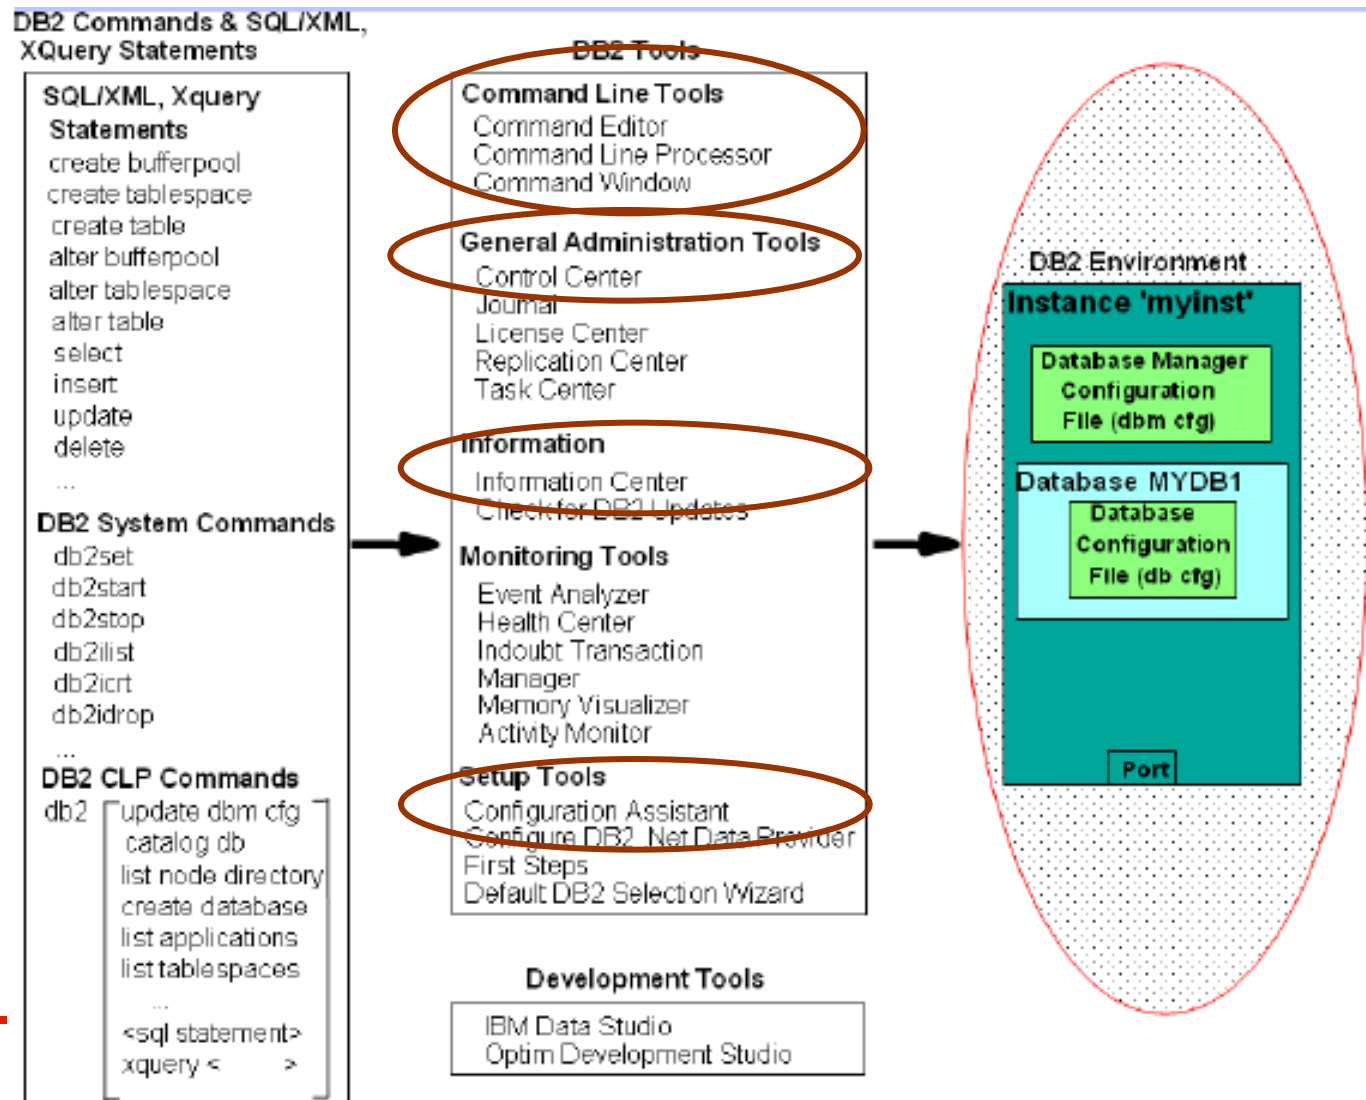 DB2 Commands & SQL/XML,
XQuery Statements
SQL/XML, Xquery
Statements
create bufferpool
create tablespace
create table
alter bufferpool
alter tablespace
alter table
select
insert
update
delete
...
DB2 System Commands
db2set
db2start
db2stop
db2ilist
db2icrt
db2idrop
...
DB2 CLP Commands
db2
update dbm cfg
catalog db
list node directory
create database
list applications
list tablespaces
...
<sql statement>
xquery < >
DB2 Tools
Command Line Tools
Command Editor
Command Line Processor
Command Window
General Administration Tools
Control Center
Journal
License Center
Replication Center
Task Center
Information
Information Center
Check for DB2 Updates
Monitoring Tools
Event Analyzer
Health Center
Indoubt Transaction
Manager
Memory Visualizer
Activity Monitor
Setup Tools
Configuration Assistant
Configure DB2 .Net Data Provider
First Steps
Default DB2 Selection Wizard
Development Tools
IBM Data Studio
Optim Development Studio
DB2 Environment
Instance 'myinst'
Database Manager
Configuration
File (dbm cfg)
Database MYDB1
Database
Configuration
File (db cfg)
Port